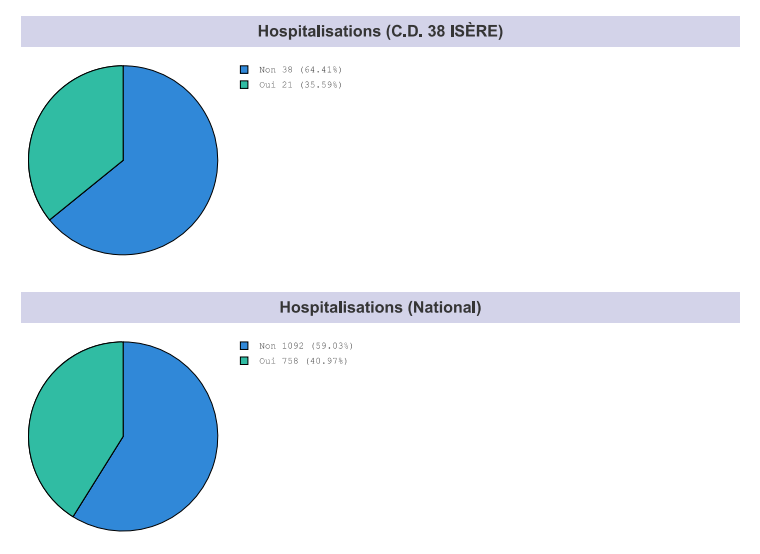 Hospitalisations (C.D. 38 ISÈRE)
Non 38 (64.41%)
Oui 21 (35.59%)
Hospitalisations (National)
Non 1092 (59.03%)
Oui 758 (40.97%)